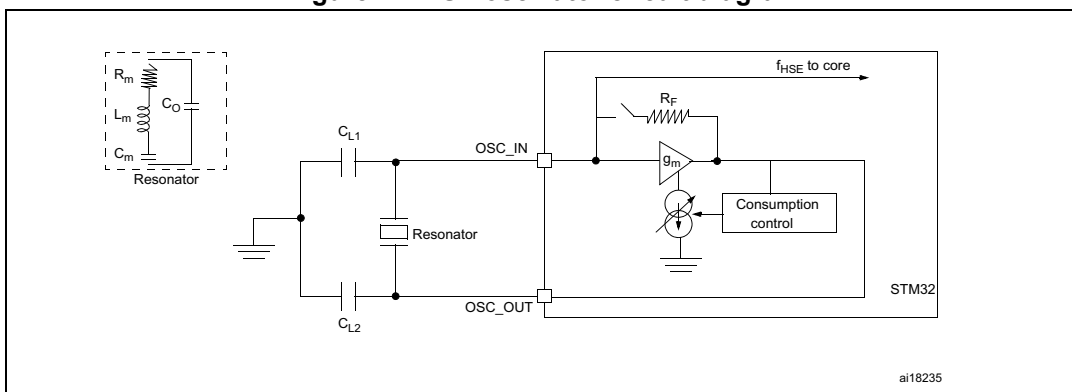 f_HSE to core
R_m
C_O
L_m
C_m
Resonator
R_F
C_L1
OSC_IN
g_m
Consumption
control
Resonator
STM32
OSC_OUT
C_L2
ai18235